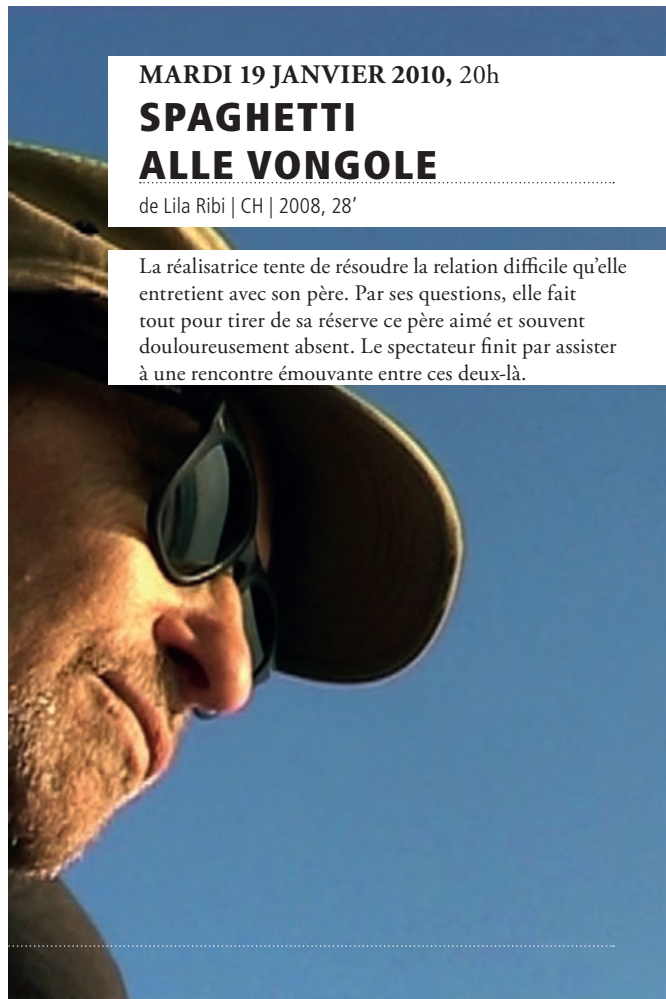 MARDI 19 JANVIER 2010, 20h
SPAGHETTI
ALLE VONGOLE
de Lila Ribi | CH | 2008, 28’
La réalisatrice tente de résoudre la relation difficile qu’elle
entretient avec son père. Par ses questions, elle fait
tout pour tirer de sa réserve ce père aimé et souvent
douloureusement absent. Le spectateur finit par assister
à une rencontre émouvante entre ces deux-là.